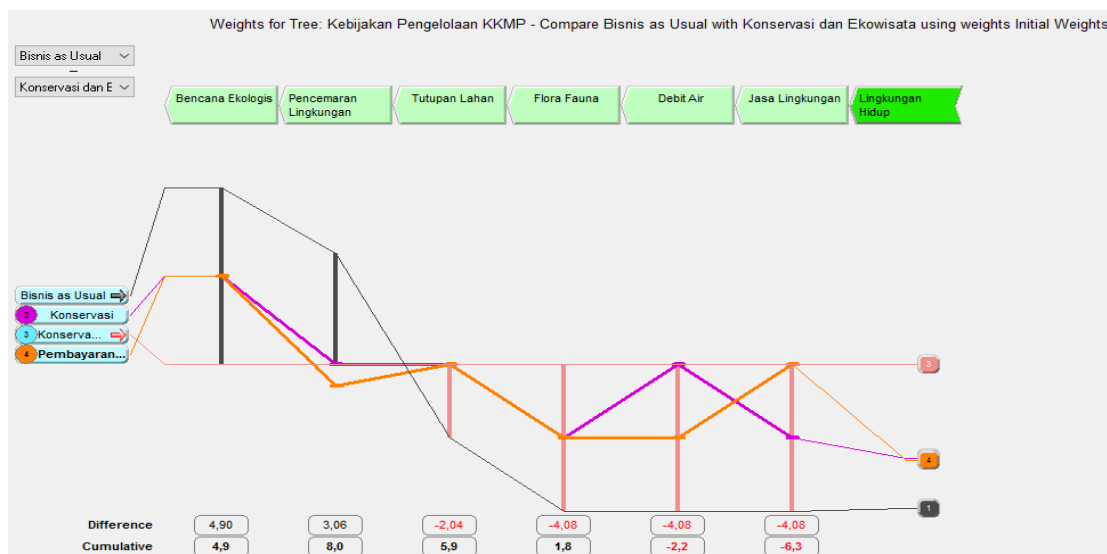 Weights for Tree: Kebijakan Pengelolaan KKMP - Compare Bisnis as Usual with Konservasi dan Ekowisata using weights Initial Weights
Bisnis as Usual
–
Konservasi dan E
Bencana Ekologis
Pencemaran
Lingkungan
Tutupan Lahan
Flora Fauna
Debit Air
Jasa Lingkungan
Lingkungan
Hidup
Bisnis as Usual
2 Konservasi
3 Konserva...
4 Pembayaran...
3
4
1
Difference 4,90 3,06 -2,04 -4,08 -4,08 -4,08
Cumulative 4,9 8,0 5,9 1,8 -2,2 -6,3